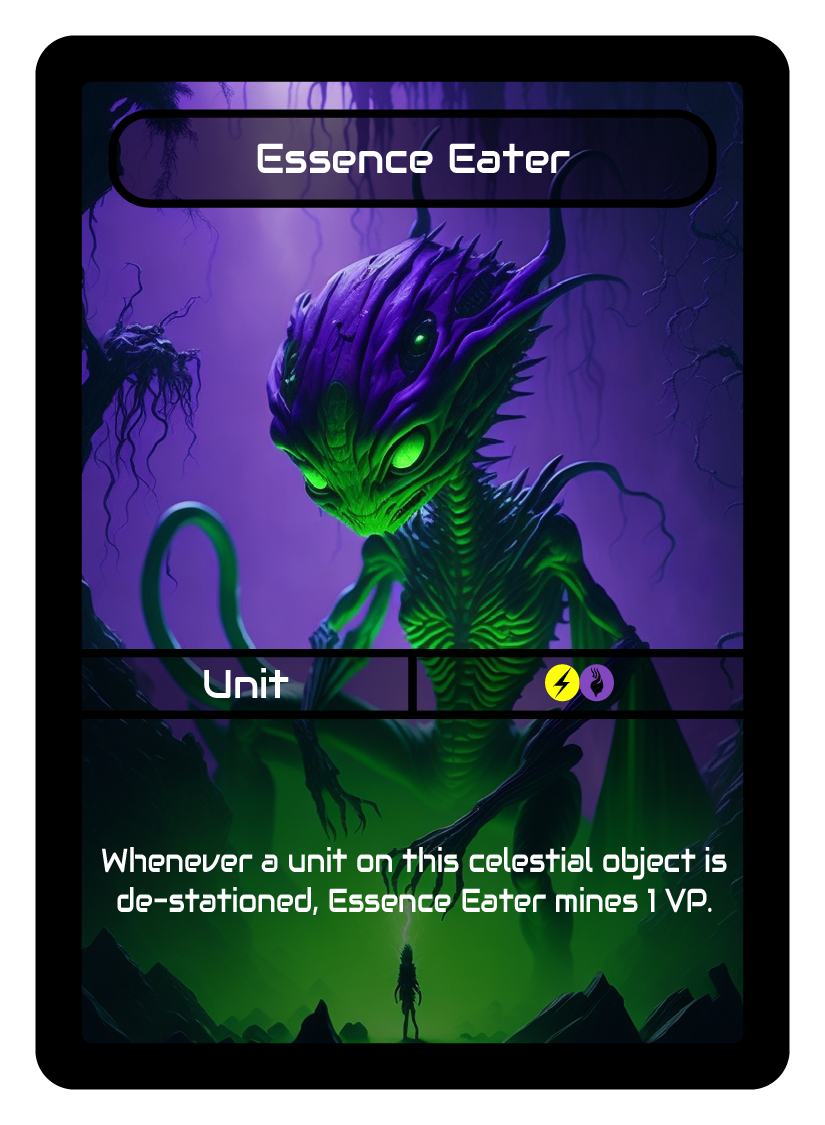 Essence Eater
Unit
Whenever a unit on this celestial object is
de-stationed, Essence Eater mines 1 VP.